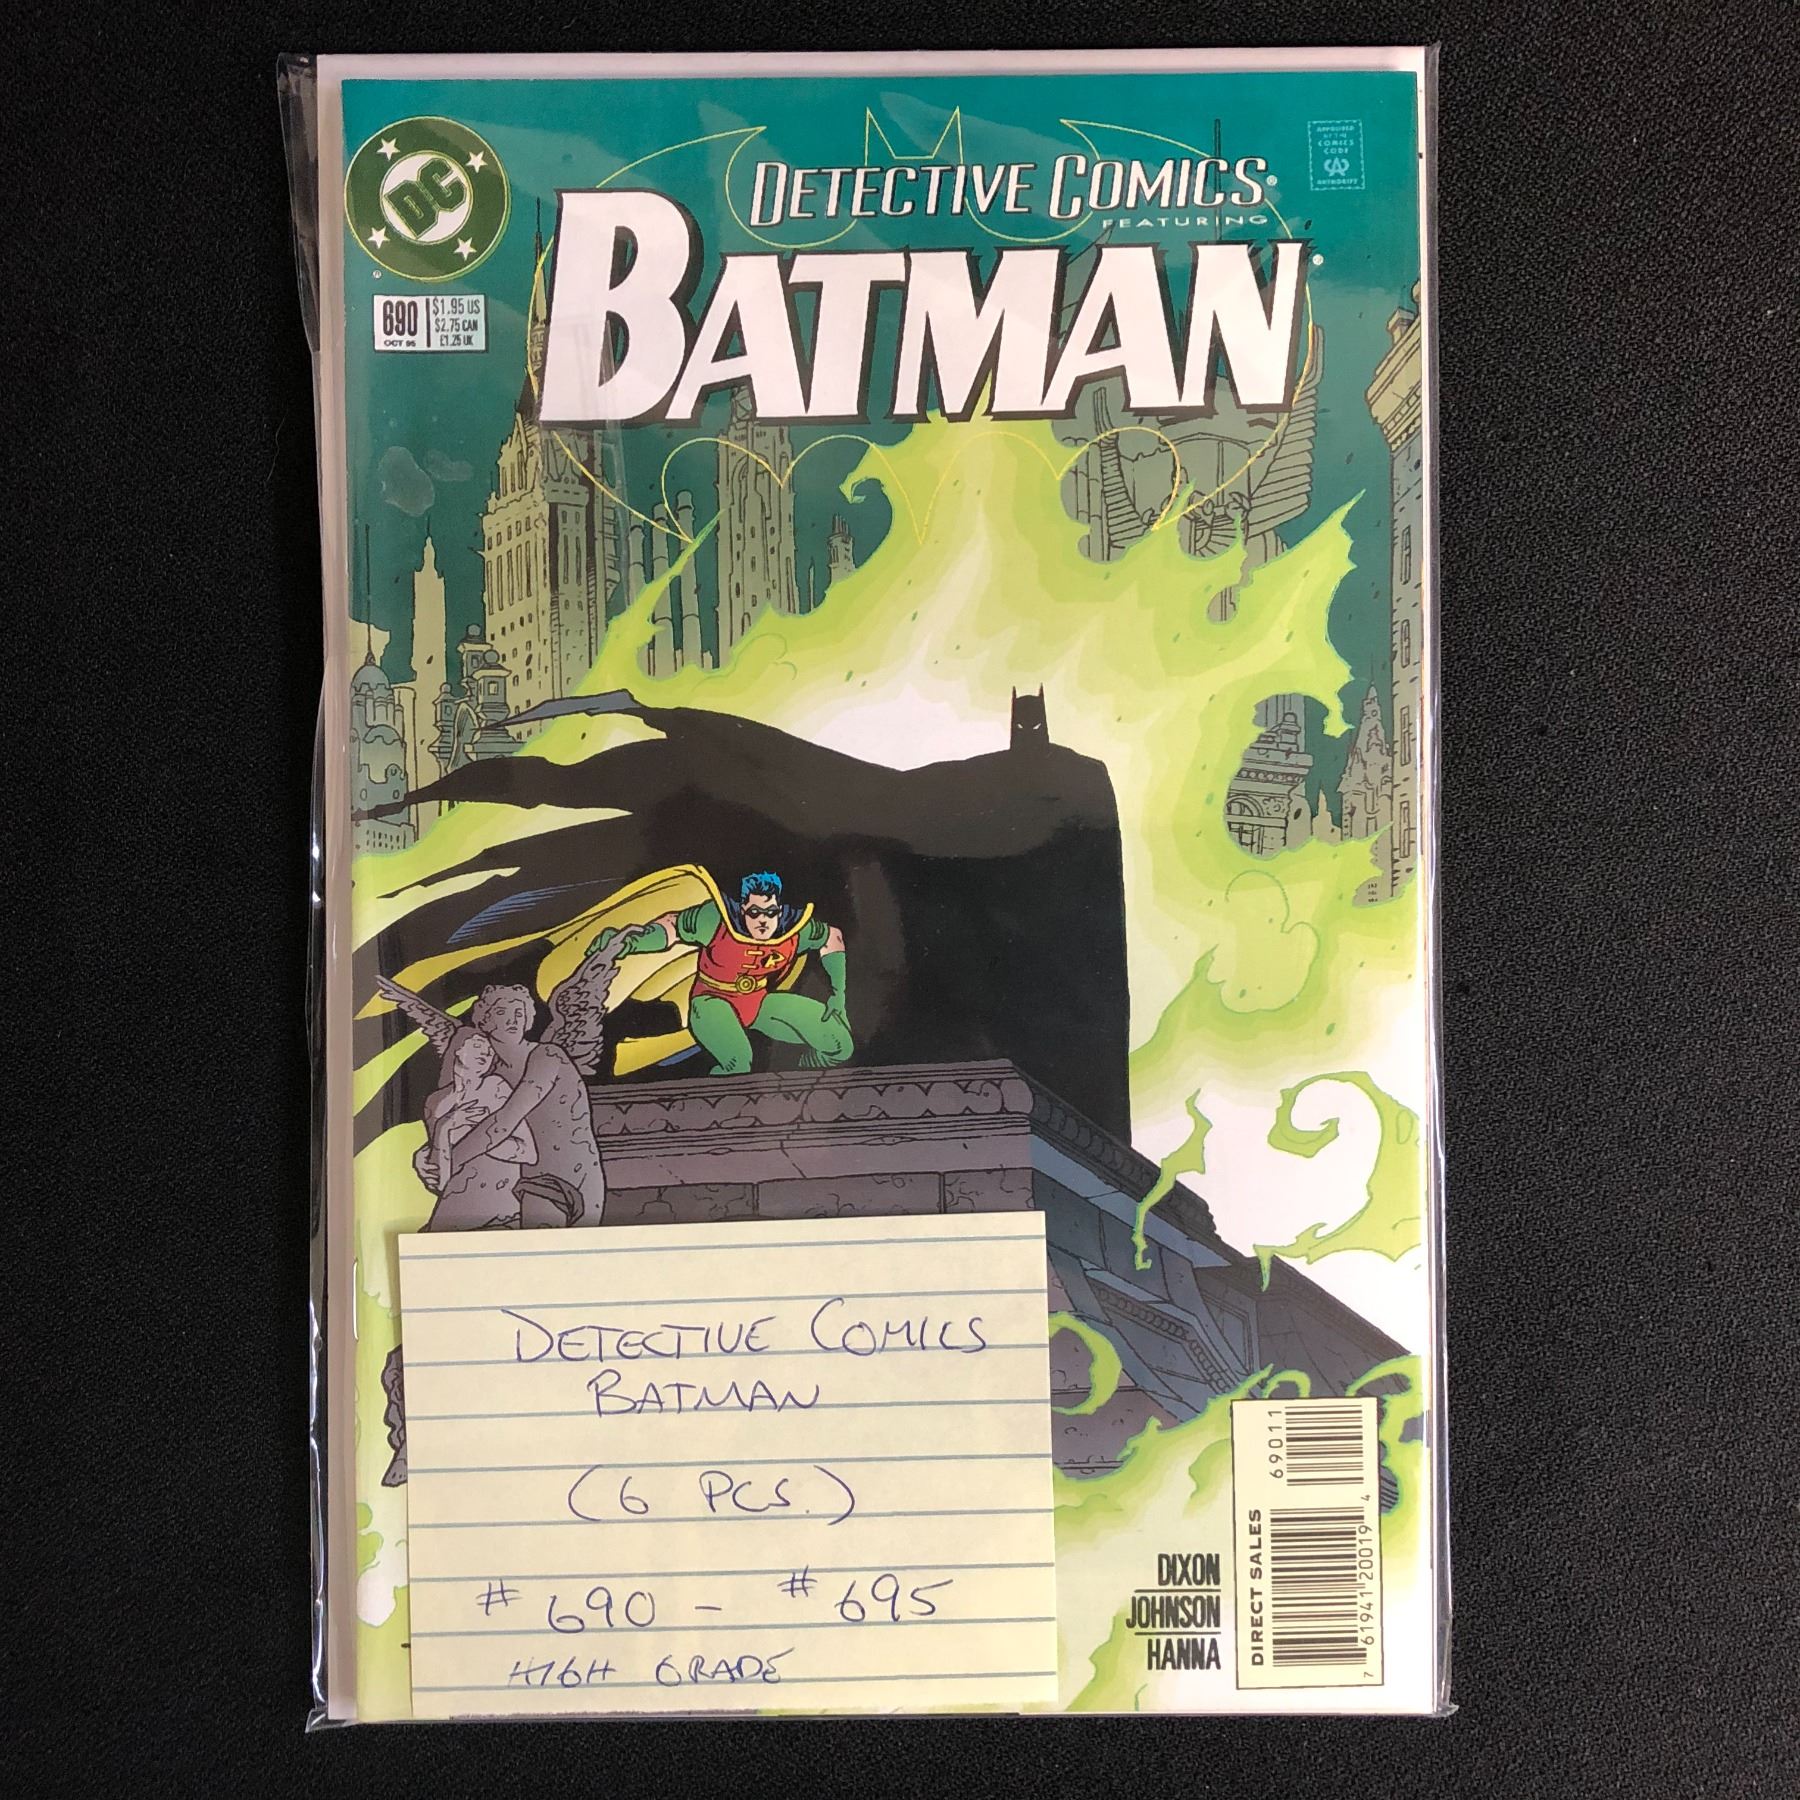 DC
®
DETECTIVE COMICS®
FEATURING
BATMAN
APPROVED
BY THE
COMICS
CODE
CA
AUTHORITY
690
OCT 95
$1.95 US
$2.75 CAN
£1.25 UK
R
DETECTIVE COMICS
BATMAN
(6 PCS.)
#690 - #695
HIGH GRADE
DIXON
JOHNSON
HANNA
DIRECT SALES
69011
7 61941 20019 4